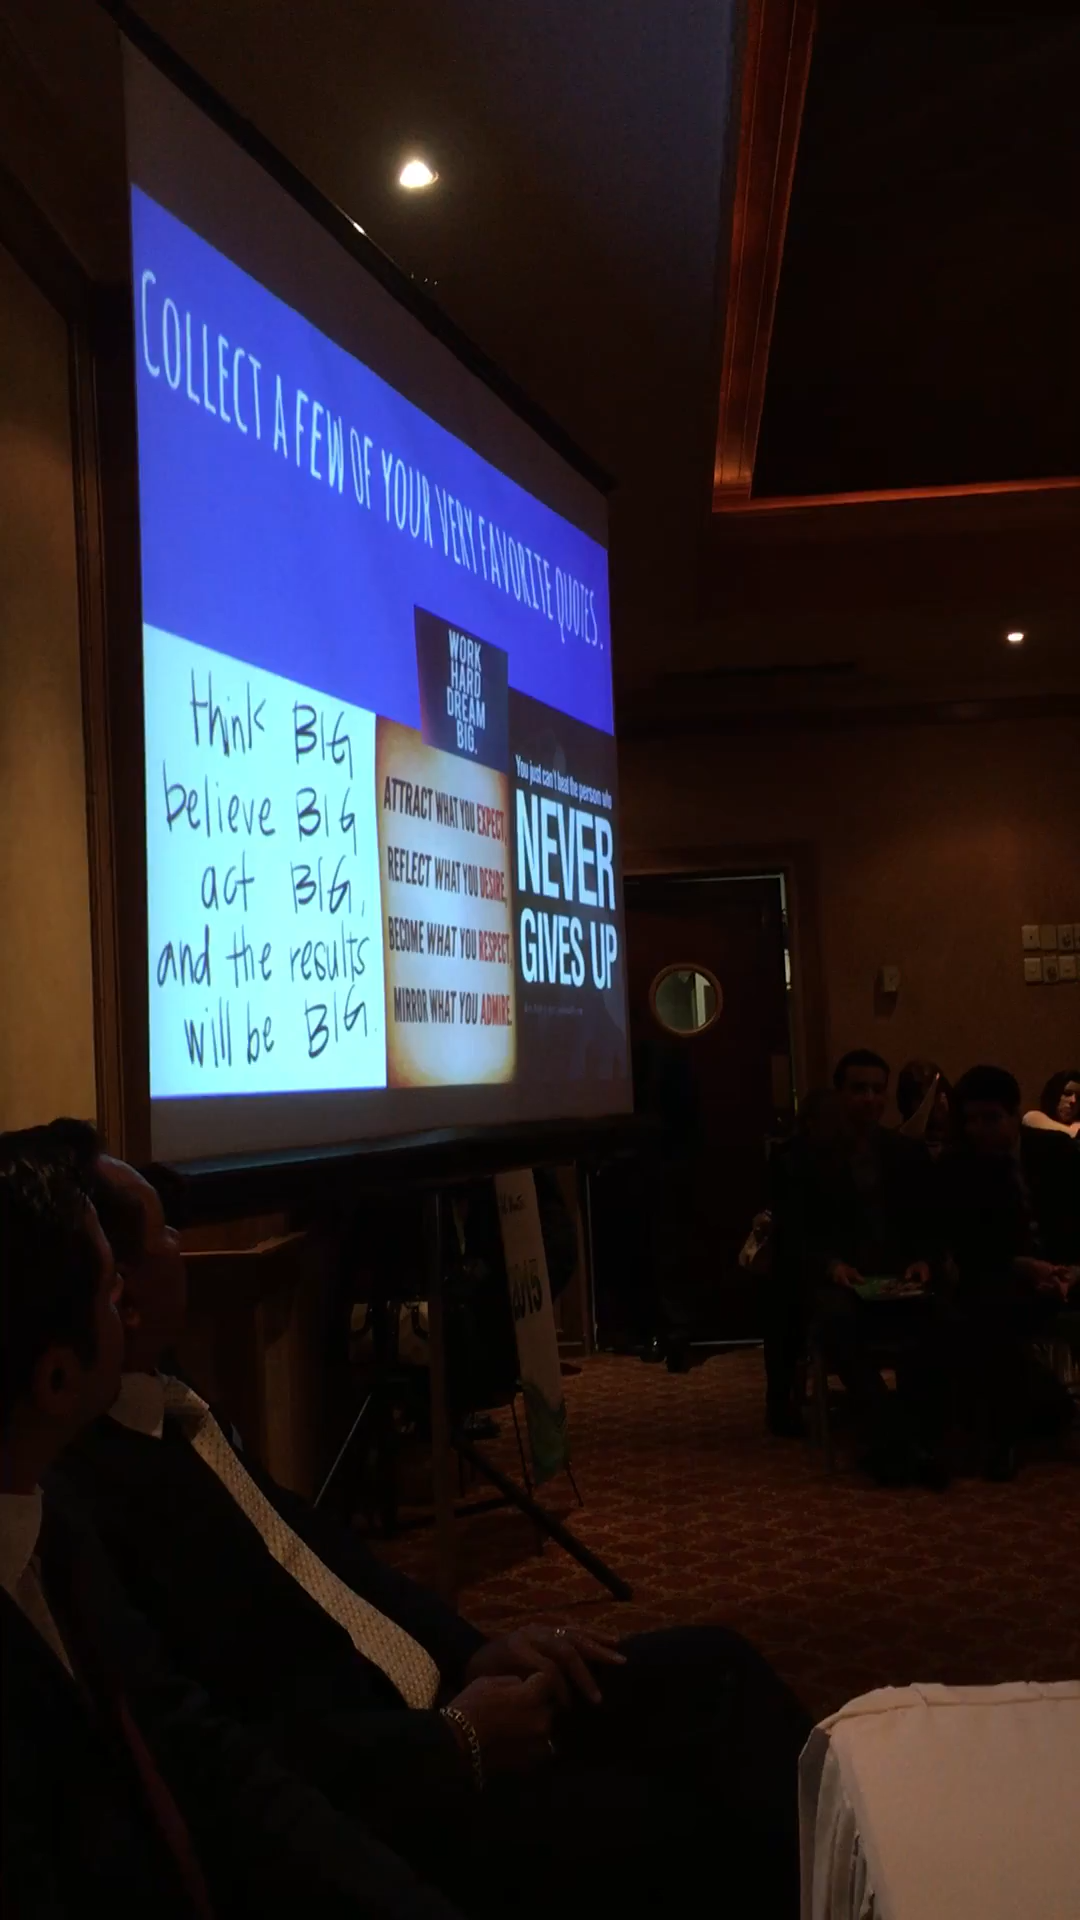 COLLECT A FEW OF YOUR VERY FAVORITE QUOTES.
WORK
HARD
DREAM
BIG.
think BIG
believe BIG
act BIG,
and the results
will be BIG.
ATTRACT WHAT YOU EXPECT,
REFLECT WHAT YOU DESIRE,
BECOME WHAT YOU RESPECT,
MIRROR WHAT YOU ADMIRE.
You just can't beat the person who
NEVER
GIVES UP
2015